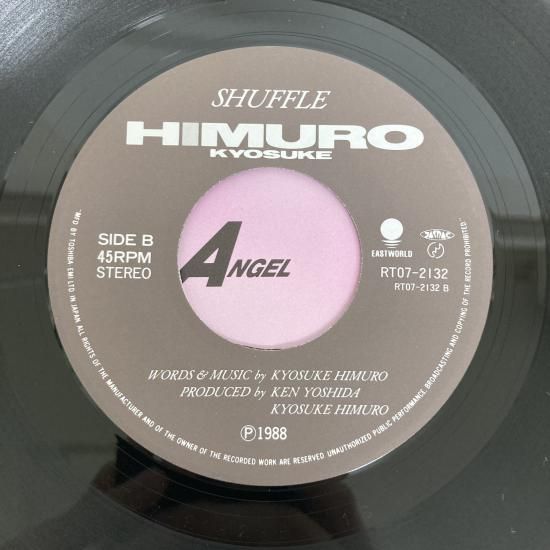 SHUFFLE
HIMURO
KYOSUKE
SIDE B
45RPM
STEREO
ANGEL
EASTWORLD
JASRAC
RT07-2132
RT07-2132 B
WORDS & MUSIC by KYOSUKE HIMURO
PRODUCED by KEN YOSHIDA
KYOSUKE HIMURO
Ⓟ1988
"MFD BY TOSHIBA EMI LTD IN JAPAN ALL RIGHTS OF THE MANUFACTURER AND OF THE OWNER OF THE RECORDED WORK ARE RESERVED UNAUTHORIZED PUBLIC PERFORMANCE, BROADCASTING AND COPYING OF THE RECORD PROHIBITED"